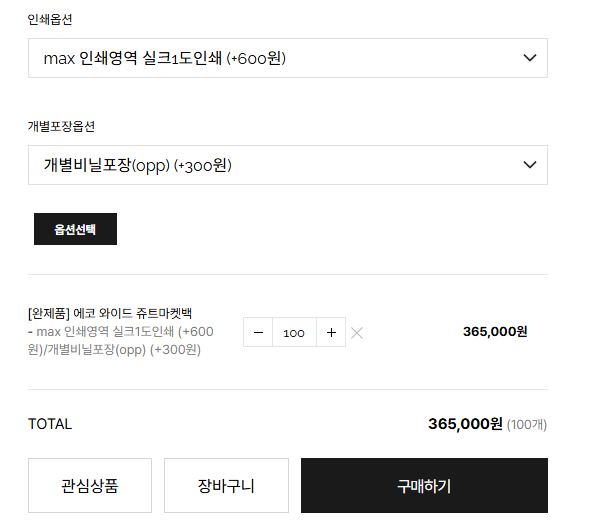 인쇄옵션
max 인쇄영역 실크1도인쇄 (+600원)
개별포장옵션
개별비닐포장(opp) (+300원)
옵션선택
[완제품] 에코 와이드 쥬트마켓백
- max 인쇄영역 실크1도인쇄 (+600
원)/개별비닐포장(opp) (+300원)
− 100 +
365,000원
TOTAL
365,000원 (100개)
관심상품
장바구니
구매하기